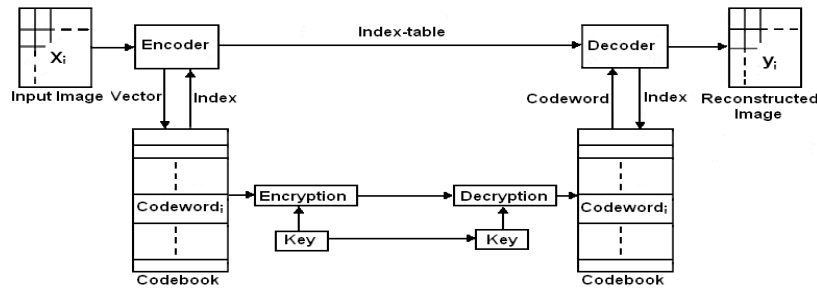 Index-table
Encoder
Decoder
Xᵢ
yᵢ
Input Image
Vector
Index
Codeword
Index
Reconstructed
Image
Codewordᵢ
Encryption
Decryption
Codewordᵢ
Key
Key
Codebook
Codebook